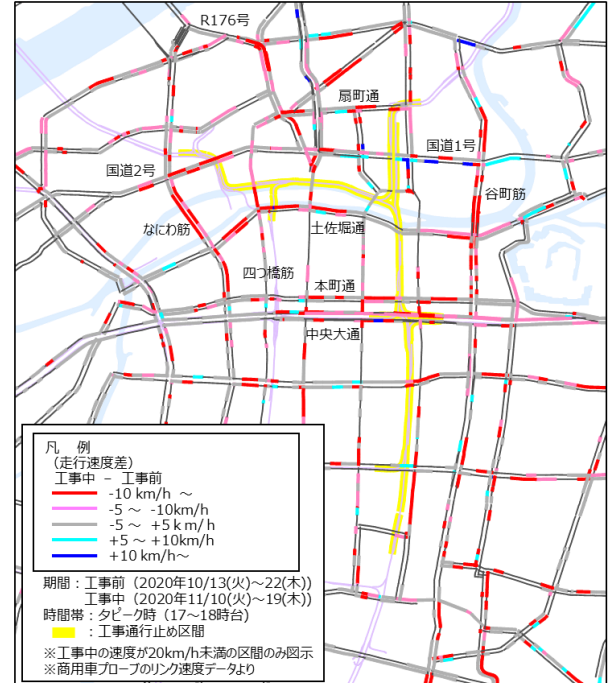 R176号
扇町通
国道1号
国道2号
谷町筋
なにわ筋
土佐堀通
四つ橋筋
本町通
中央大通
凡 例
(走行速度差)
工事中 － 工事前
-10 km/h ～
-5 ～ -10km/h
-5 ～ +5ｋｍ/ｈ
+5 ～ +10km/h
+10 km/h～
期間：工事前（2020年10/13(火)～22(木)）
工事中（2020年11/10(火)～19(木)）
時間帯：夕ピーク時（17～18時台）
：工事通行止め区間
※工事中の速度が20km/h未満の区間のみ図示
※商用車プローブのリンク速度データより